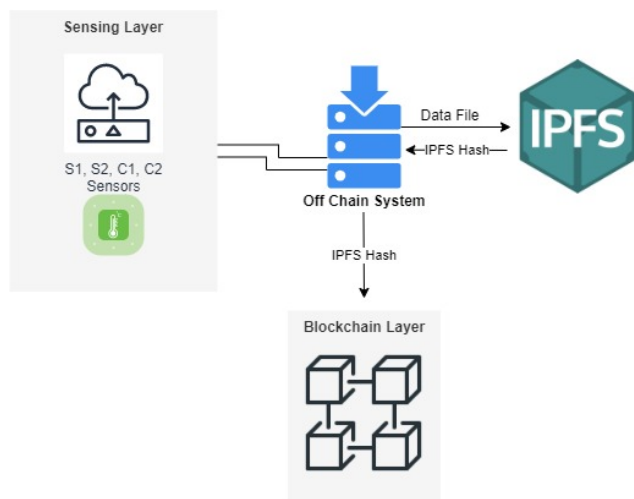 Sensing Layer
S1, S2, C1, C2
Sensors
°C
Data File
IPFS Hash
IPFS
Off Chain System
IPFS Hash
Blockchain Layer